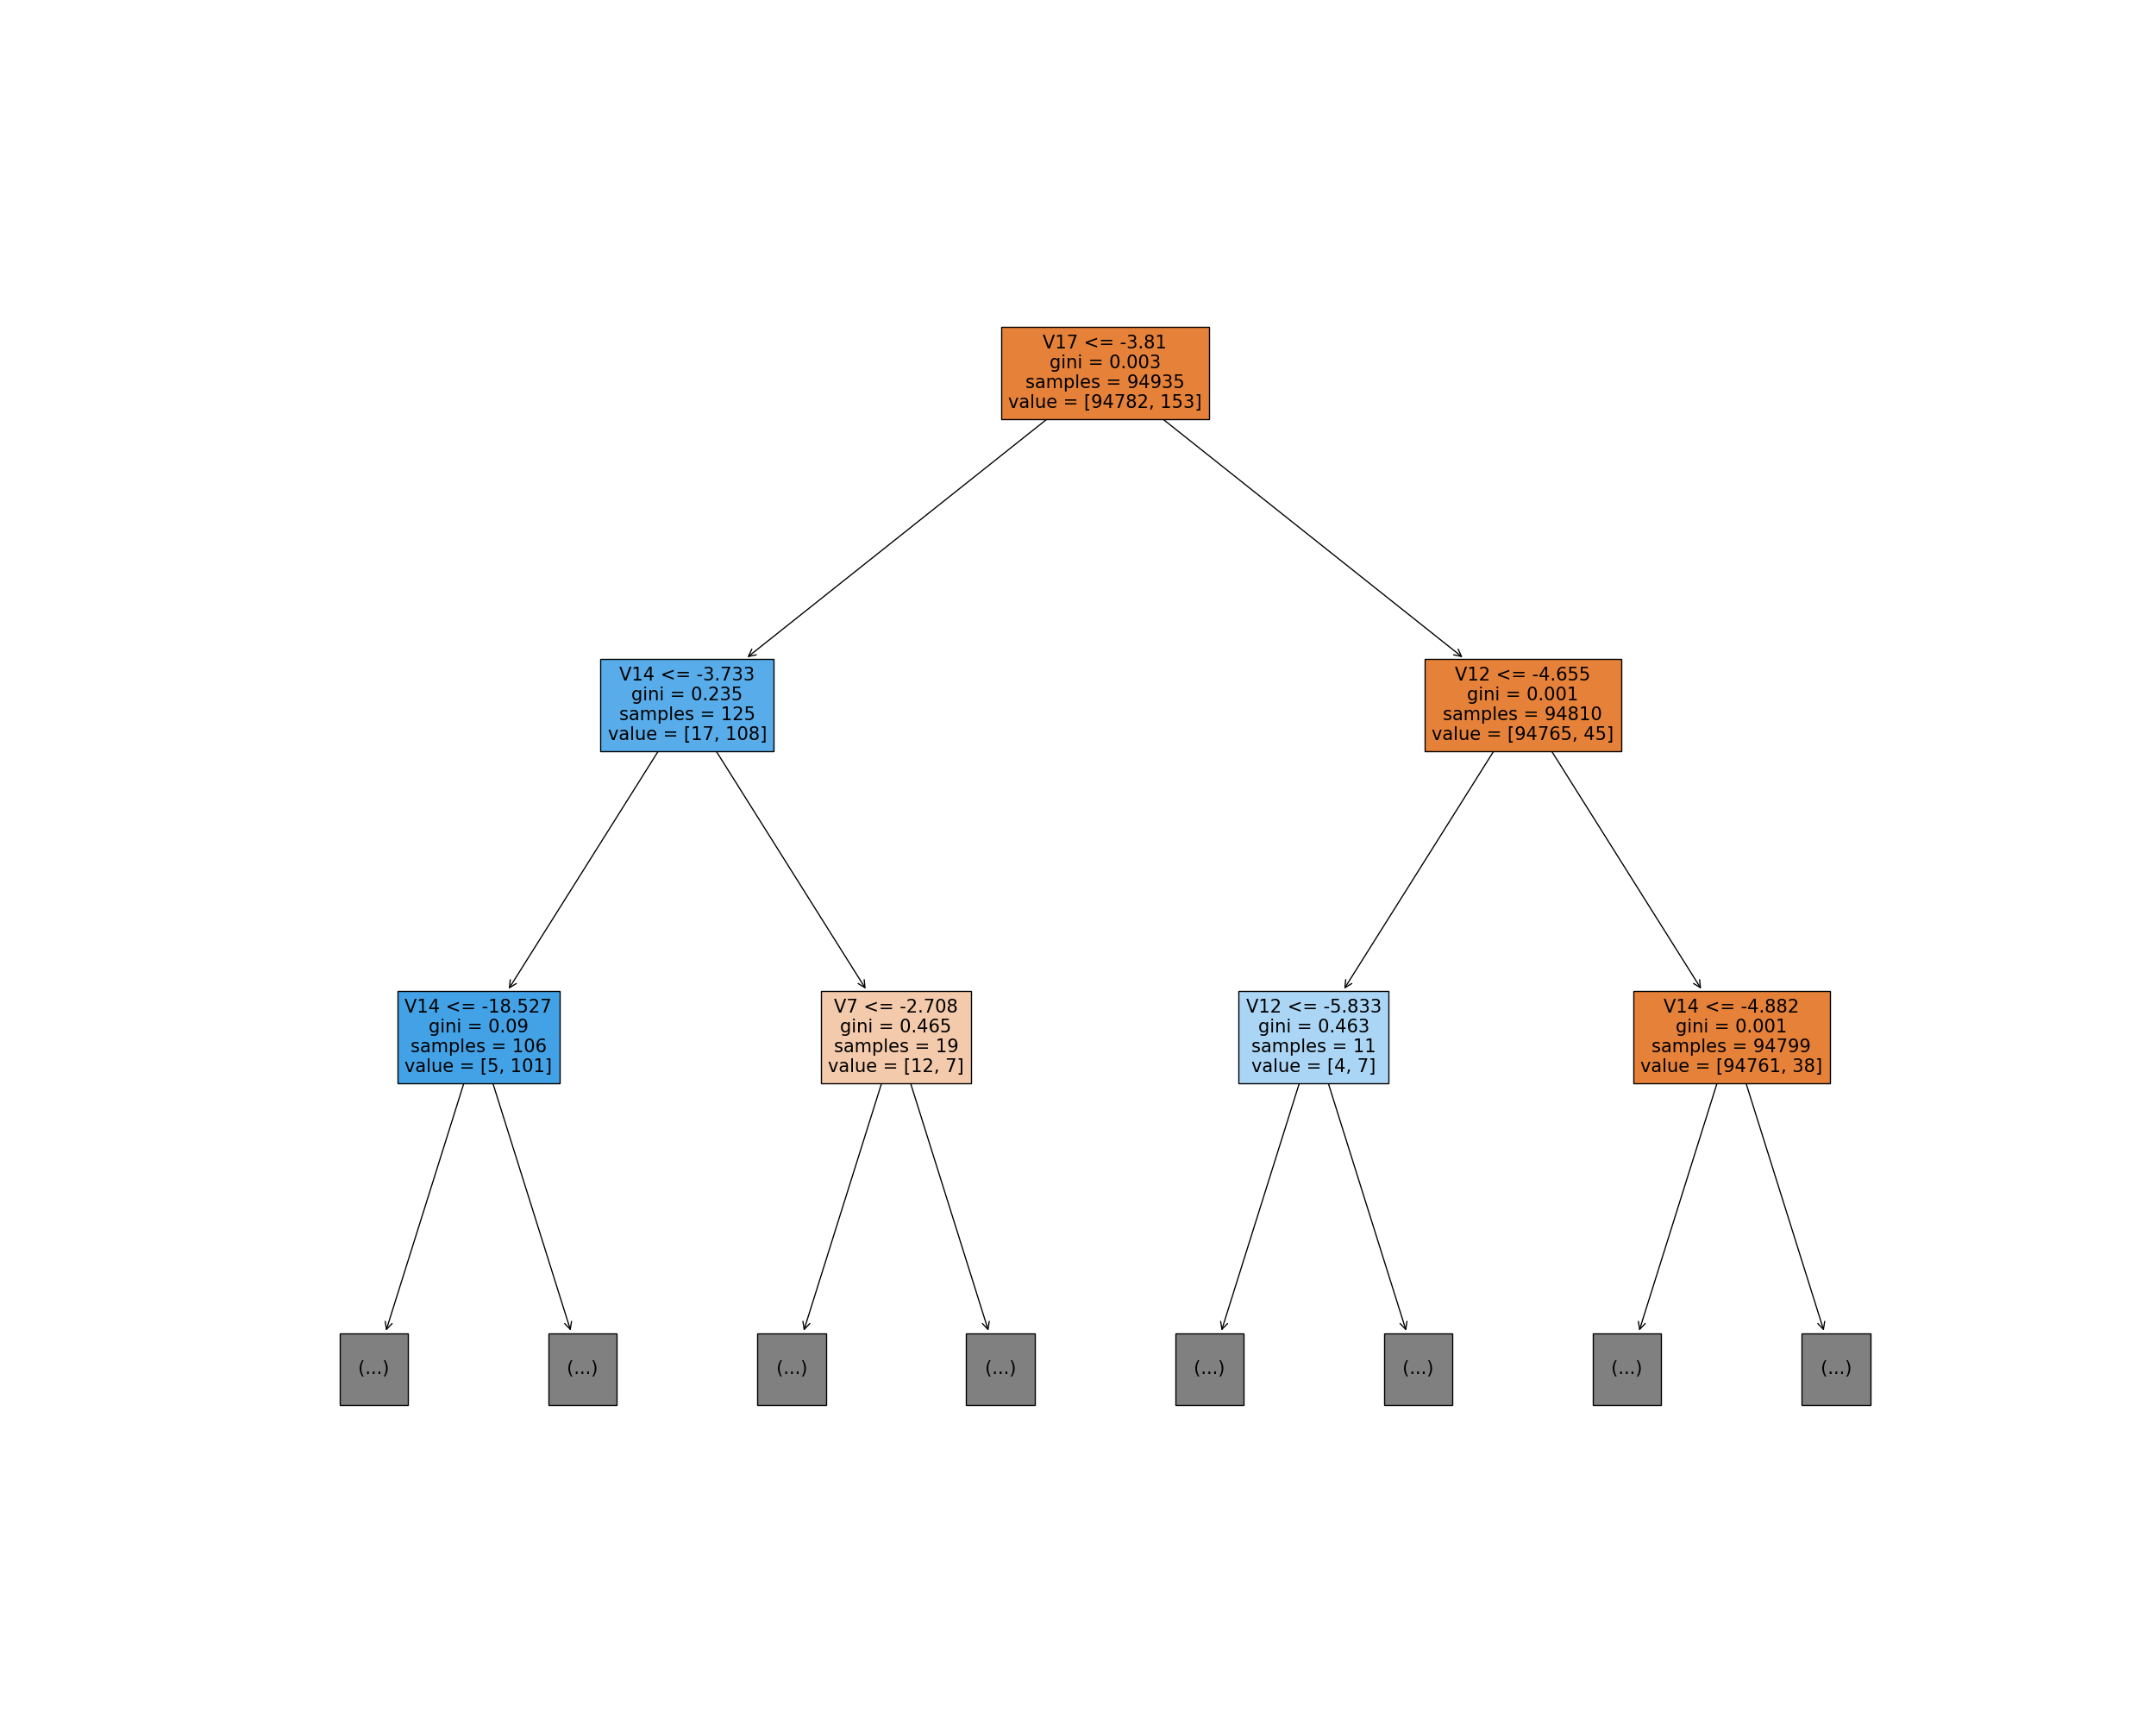 V17 <= -3.81
gini = 0.003
samples = 94935
value = [94782, 153]
V14 <= -3.733
gini = 0.235
samples = 125
value = [17, 108]
V12 <= -4.655
gini = 0.001
samples = 94810
value = [94765, 45]
V14 <= -18.527
gini = 0.09
samples = 106
value = [5, 101]
V7 <= -2.708
gini = 0.465
samples = 19
value = [12, 7]
V12 <= -5.833
gini = 0.463
samples = 11
value = [4, 7]
V14 <= -4.882
gini = 0.001
samples = 94799
value = [94761, 38]
(...)
(...)
(...)
(...)
(...)
(...)
(...)
(...)